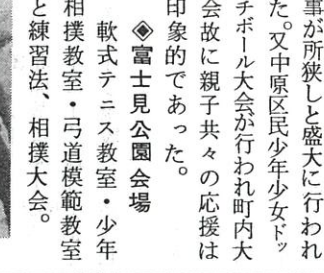 事が所狭しと盛大に行われ
た。又中原区民少年少女ドッ
チボール大会が行われ町内大
会故に親子共々の応援は
印象的であった。
◈富士見公園会場
軟式テニス教室・少年
相撲教室・弓道模範教室
と練習法、相撲大会。